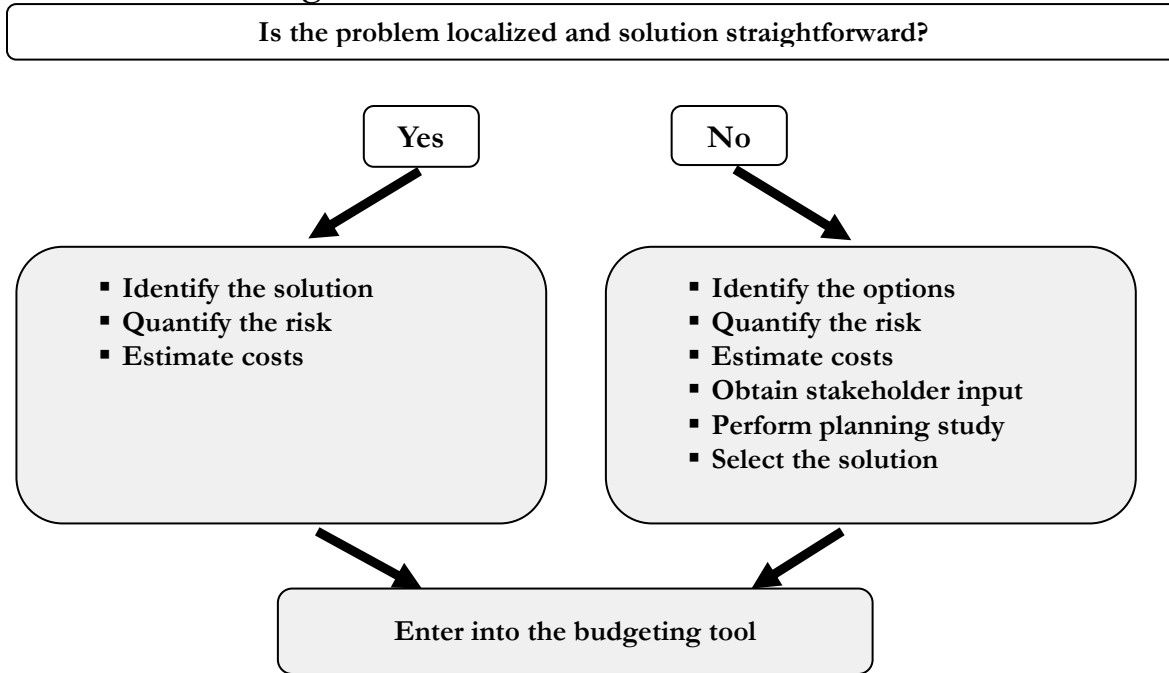 Is the problem localized and solution straightforward?
Yes
No
▪ Identify the solution
▪ Quantify the risk
▪ Estimate costs
▪ Identify the options
▪ Quantify the risk
▪ Estimate costs
▪ Obtain stakeholder input
▪ Perform planning study
▪ Select the solution
Enter into the budgeting tool